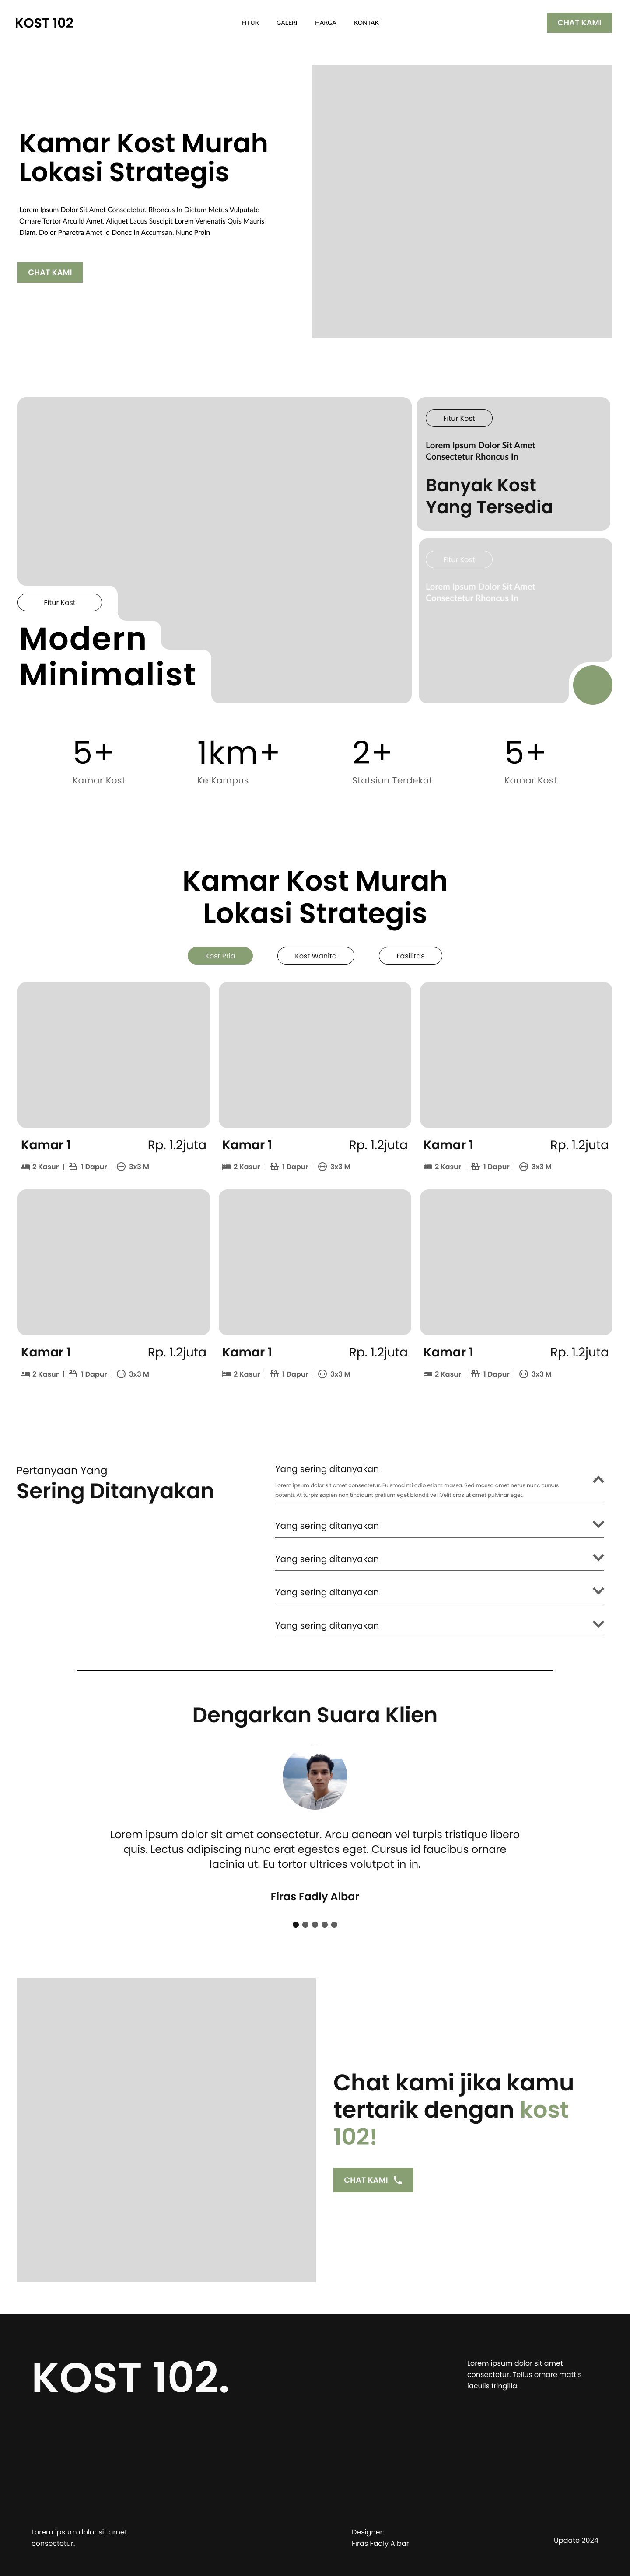 KOST 102
FITUR
GALERI
HARGA
KONTAK
CHAT KAMI
Kamar Kost Murah
Lokasi Strategis
Lorem Ipsum Dolor Sit Amet Consectetur. Rhoncus In Dictum Metus Vulputate
Ornare Tortor Arcu Id Amet. Aliquet Lacus Suscipit Lorem Venenatis Quis Mauris
Diam. Dolor Pharetra Amet Id Donec In Accumsan. Nunc Proin
CHAT KAMI
Fitur Kost
Modern
Minimalist
Fitur Kost
Lorem Ipsum Dolor Sit Amet
Consectetur Rhoncus In
Banyak Kost
Yang Tersedia
Fitur Kost
Lorem Ipsum Dolor Sit Amet
Consectetur Rhoncus In
5+
Kamar Kost
1km+
Ke Kampus
2+
Statsiun Terdekat
5+
Kamar Kost
Kamar Kost Murah
Lokasi Strategis
Kost Pria
Kost Wanita
Fasilitas
Kamar 1 Rp. 1.2juta
2 Kasur | 1 Dapur | 3x3 M
Kamar 1 Rp. 1.2juta
2 Kasur | 1 Dapur | 3x3 M
Kamar 1 Rp. 1.2juta
2 Kasur | 1 Dapur | 3x3 M
Kamar 1 Rp. 1.2juta
2 Kasur | 1 Dapur | 3x3 M
Kamar 1 Rp. 1.2juta
2 Kasur | 1 Dapur | 3x3 M
Kamar 1 Rp. 1.2juta
2 Kasur | 1 Dapur | 3x3 M
Pertanyaan Yang
Sering Ditanyakan
Yang sering ditanyakan
Lorem ipsum dolor sit amet consectetur. Euismod mi odio etiam massa. Sed massa amet netus nunc cursus
potenti. At turpis sapien non tincidunt pretium eget blandit vel. Velit cras ut amet pulvinar eget.
Yang sering ditanyakan
Yang sering ditanyakan
Yang sering ditanyakan
Yang sering ditanyakan
Dengarkan Suara Klien
Lorem ipsum dolor sit amet consectetur. Arcu aenean vel turpis tristique libero
quis. Lectus adipiscing nunc erat egestas eget. Cursus id faucibus ornare
lacinia ut. Eu tortor ultrices volutpat in in.
Firas Fadly Albar
Chat kami jika kamu
tertarik dengan kost
102!
CHAT KAMI
KOST 102.
Lorem ipsum dolor sit amet
consectetur. Tellus ornare mattis
iaculis fringilla.
Lorem ipsum dolor sit amet
consectetur.
Designer:
Firas Fadly Albar
Update 2024